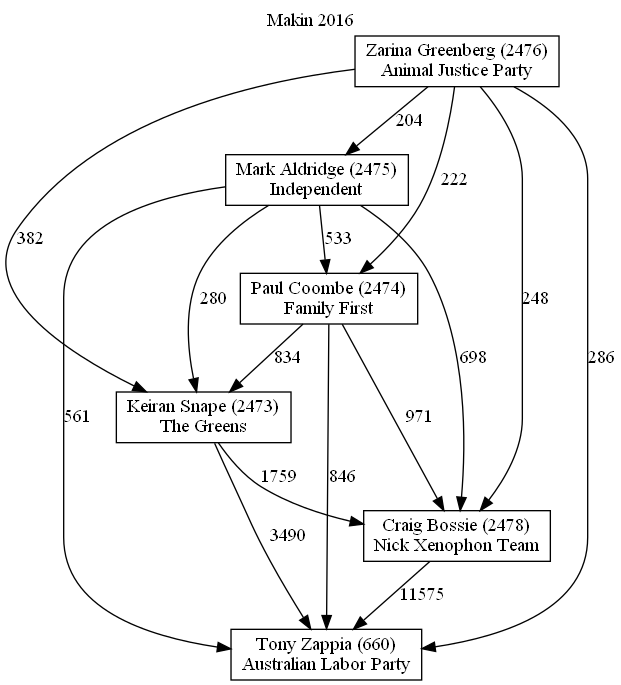 Makin 2016
Zarina Greenberg (2476)
Animal Justice Party
204
Mark Aldridge (2475)
Independent
222
382
533
280
248
Paul Coombe (2474)
Family First
834
698
286
Keiran Snape (2473)
The Greens
561
971
1759
846
3490
Craig Bossie (2478)
Nick Xenophon Team
11575
Tony Zappia (660)
Australian Labor Party